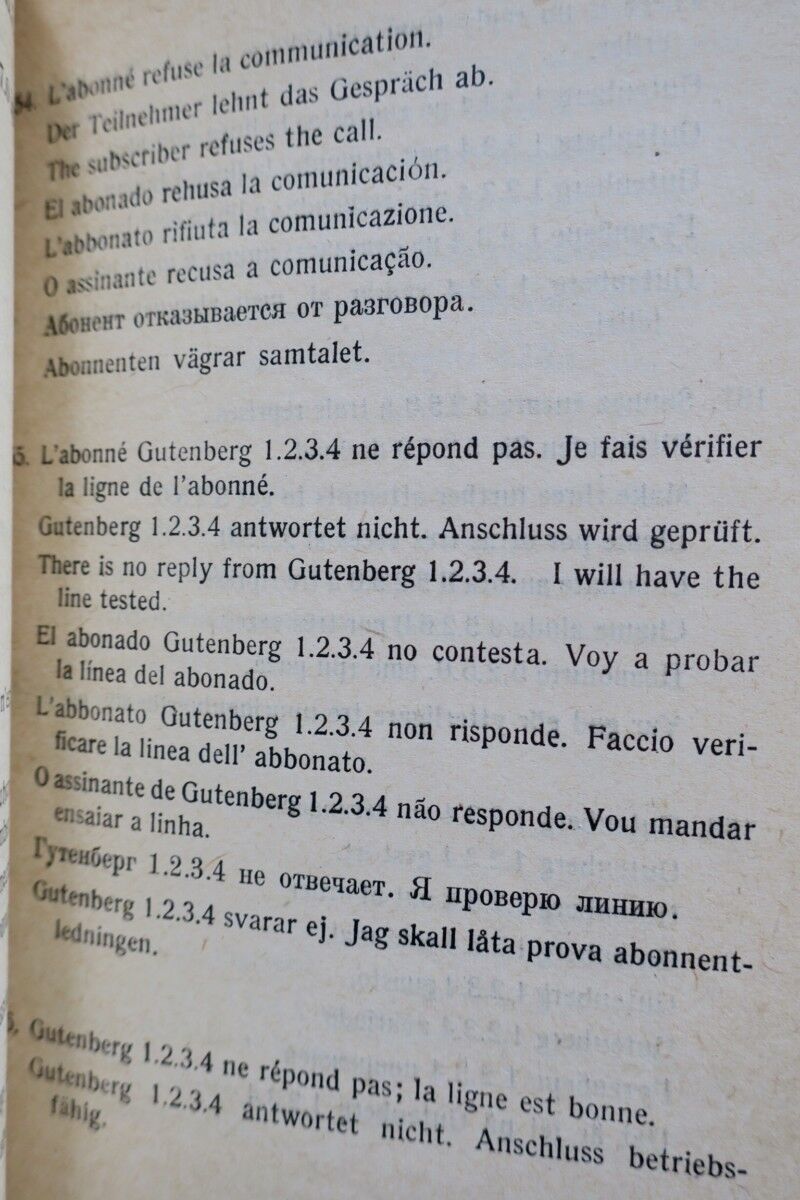 34. L'abonné refuse la communication.
Der Teilnehmer lehnt das Gespräch ab.
The subscriber refuses the call.
El abonado rehusa la comunicación.
L'abbonato rifiuta la comunicazione.
O assinante recusa a comunicação.
Абонент отказывается от разговора.
Abonnenten vägrar samtalet.
5. L'abonné Gutenberg 1.2.3.4 ne répond pas. Je fais vérifier
la ligne de l'abonné.
Gutenberg 1.2.3.4 antwortet nicht. Anschluss wird geprüft.
There is no reply from Gutenberg 1.2.3.4. I will have the
line tested.
El abonado Gutenberg 1.2.3.4 no contesta. Voy a probar
la línea del abonado.
L'abbonato Gutenberg 1.2.3.4 non risponde. Faccio veri-
ficare la linea dell' abbonato.
O assinante de Gutenberg 1.2.3.4 não responde. Vou mandar
ensaiar a linha.
Гутенберг 1.2.3.4 не отвечает. Я проверю линию.
Gutenberg 1.2.3.4 svarar ej. Jag skall låta prova abonnent-
ledningen.
Gutenberg 1.2.3.4 ne répond pas; la ligne est bonne.
Gutenberg 1.2.3.4 antwortet nicht. Anschluss betriebs-
fähig.